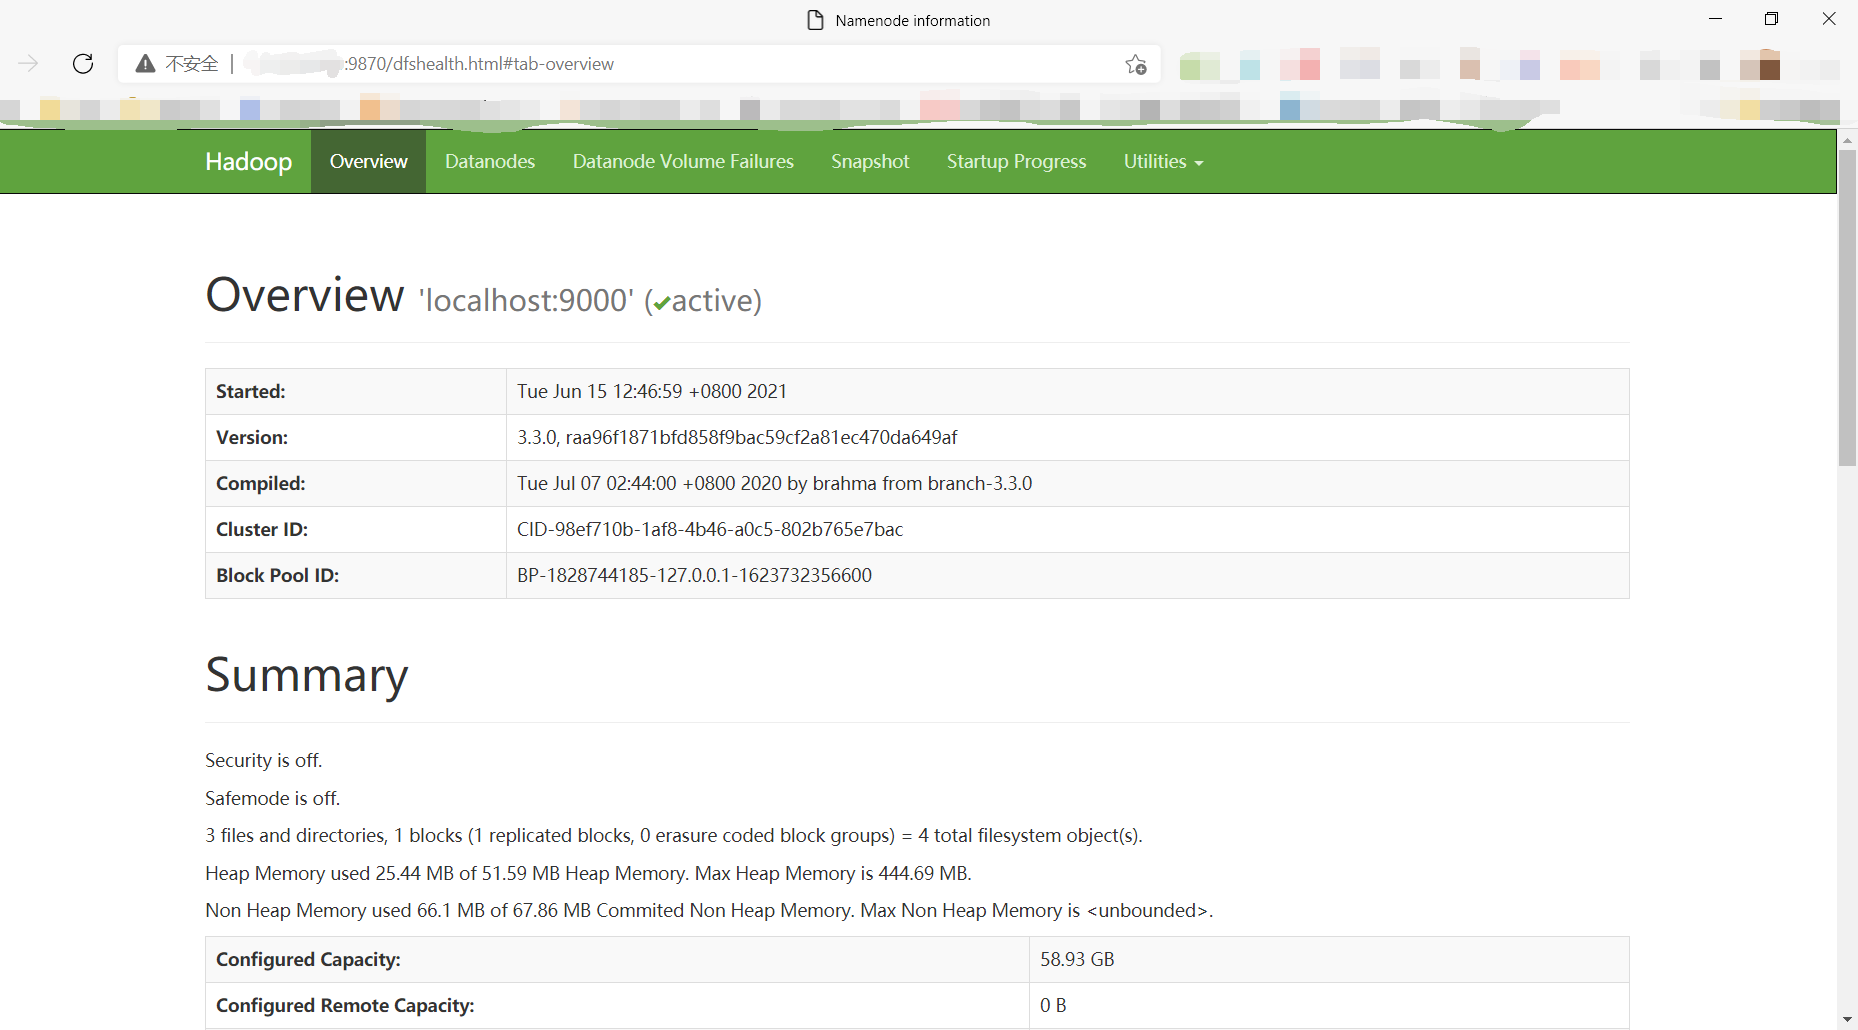 Namenode information
不安全 | :9870/dfshealth.html#tab-overview
Hadoop Overview Datanodes Datanode Volume Failures Snapshot Startup Progress Utilities
Overview 'localhost:9000' (✔active)
Started: Tue Jun 15 12:46:59 +0800 2021
Version: 3.3.0, raa96f1871bfd858f9bac59cf2a81ec470da649af
Compiled: Tue Jul 07 02:44:00 +0800 2020 by brahma from branch-3.3.0
Cluster ID: CID-98ef710b-1af8-4b46-a0c5-802b765e7bac
Block Pool ID: BP-1828744185-127.0.0.1-1623732356600
Summary
Security is off.
Safemode is off.
3 files and directories, 1 blocks (1 replicated blocks, 0 erasure coded block groups) = 4 total filesystem object(s).
Heap Memory used 25.44 MB of 51.59 MB Heap Memory. Max Heap Memory is 444.69 MB.
Non Heap Memory used 66.1 MB of 67.86 MB Commited Non Heap Memory. Max Non Heap Memory is <unbounded>.
Configured Capacity: 58.93 GB
Configured Remote Capacity: 0 B